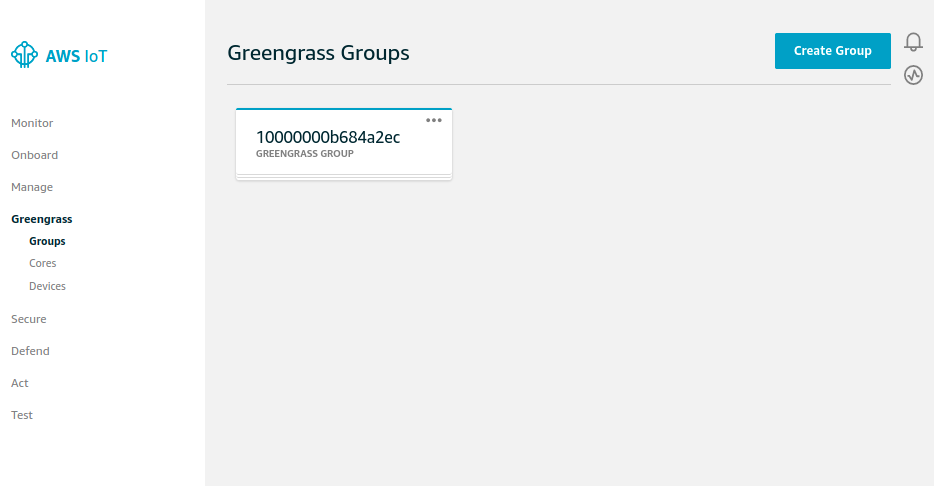 AWS IoT
Monitor
Onboard
Manage
Greengrass
Groups
Cores
Devices
Secure
Defend
Act
Test
Greengrass Groups
Create Group
10000000b684a2ec
GREENGRASS GROUP